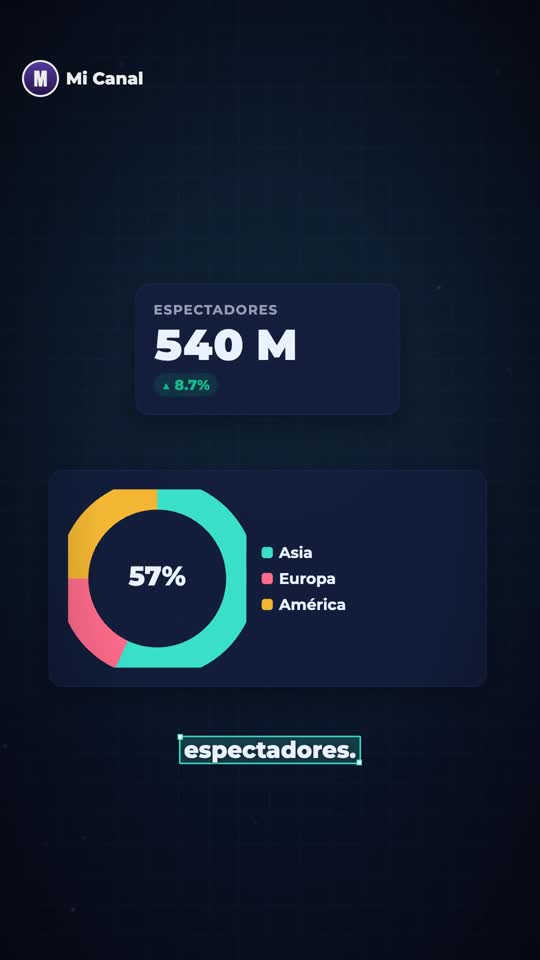 M Mi Canal
ESPECTADORES
540 M
▲ 8.7%
57%
Asia
Europa
América
espectadores.